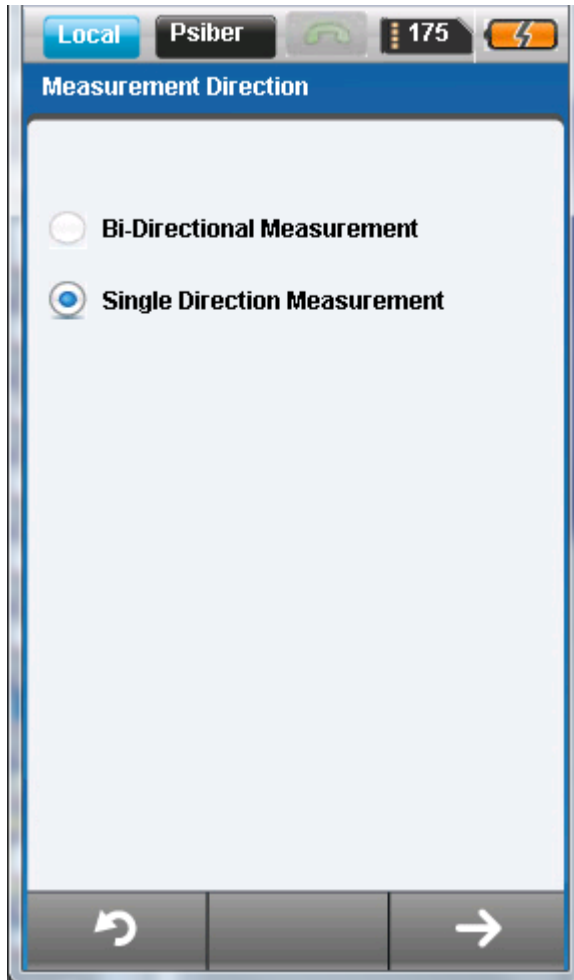 Local Psiber 175
Measurement Direction
Bi-Directional Measurement
Single Direction Measurement